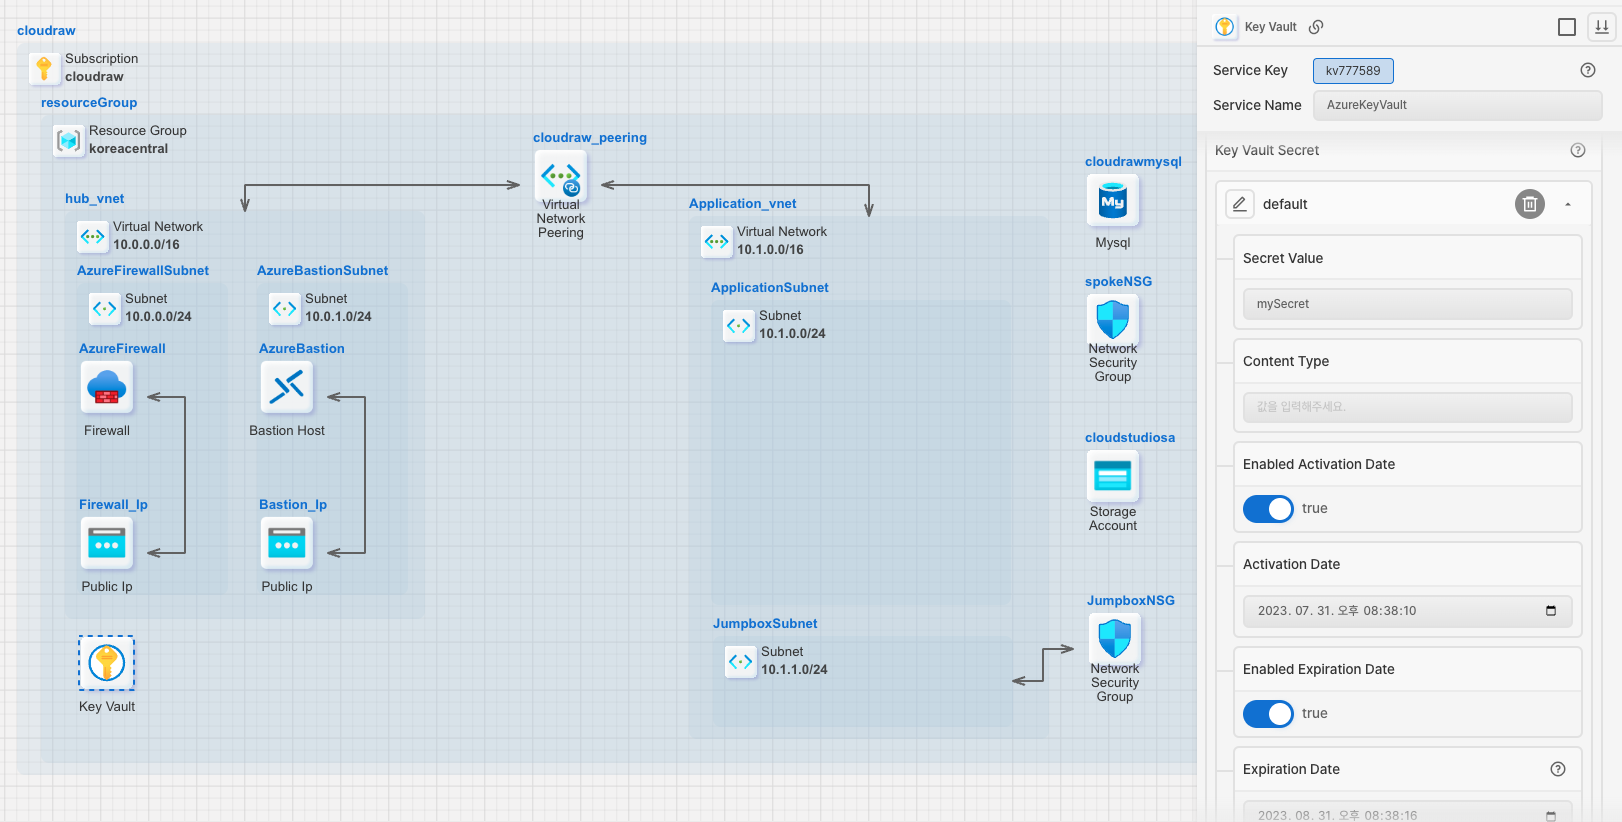 cloudraw
Subscription
cloudraw
resourceGroup
Resource Group
koreacentral
cloudraw_peering
Virtual
Network
Peering
hub_vnet
Virtual Network
10.0.0.0/16
AzureFirewallSubnet
Subnet
10.0.0.0/24
AzureFirewall
Firewall
Firewall_Ip
Public Ip
AzureBastionSubnet
Subnet
10.0.1.0/24
AzureBastion
Bastion Host
Bastion_Ip
Public Ip
Key Vault
Application_vnet
Virtual Network
10.1.0.0/16
ApplicationSubnet
Subnet
10.1.0.0/24
JumpboxSubnet
Subnet
10.1.1.0/24
cloudrawmysql
My
Mysql
spokeNSG
Network
Security
Group
cloudstudiosa
Storage
Account
JumpboxNSG
Network
Security
Group
Key Vault
Service Key
kv777589
Service Name
AzureKeyVault
Key Vault Secret
default
Secret Value
mySecret
Content Type
값을 입력해주세요.
Enabled Activation Date
true
Activation Date
2023. 07. 31. 오후 08:38:10
Enabled Expiration Date
true
Expiration Date
2023. 08. 31. 오후 08:38:16